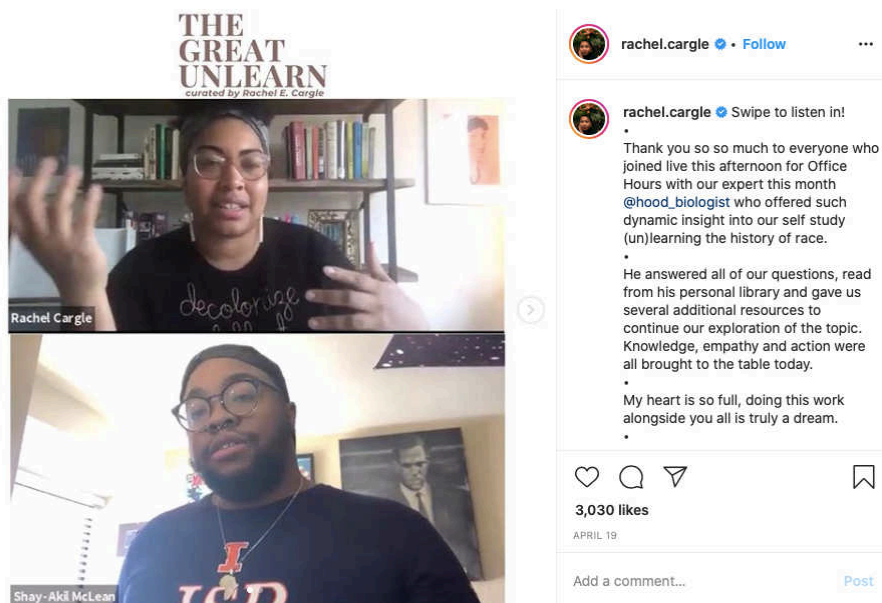 THE
GREAT
UNLEARN
curated by Rachel E. Cargle
decolonize
Rachel Cargle
I
Shay-Akil McLean
rachel.cargle • Follow
rachel.cargle Swipe to listen in!
•
Thank you so so much to everyone who
joined live this afternoon for Office
Hours with our expert this month
@hood_biologist who offered such
dynamic insight into our self study
(un)learning the history of race.
•
He answered all of our questions, read
from his personal library and gave us
several additional resources to
continue our exploration of the topic.
Knowledge, empathy and action were
all brought to the table today.
•
My heart is so full, doing this work
alongside you all is truly a dream.
•
3,030 likes
APRIL 19
Add a comment...
Post